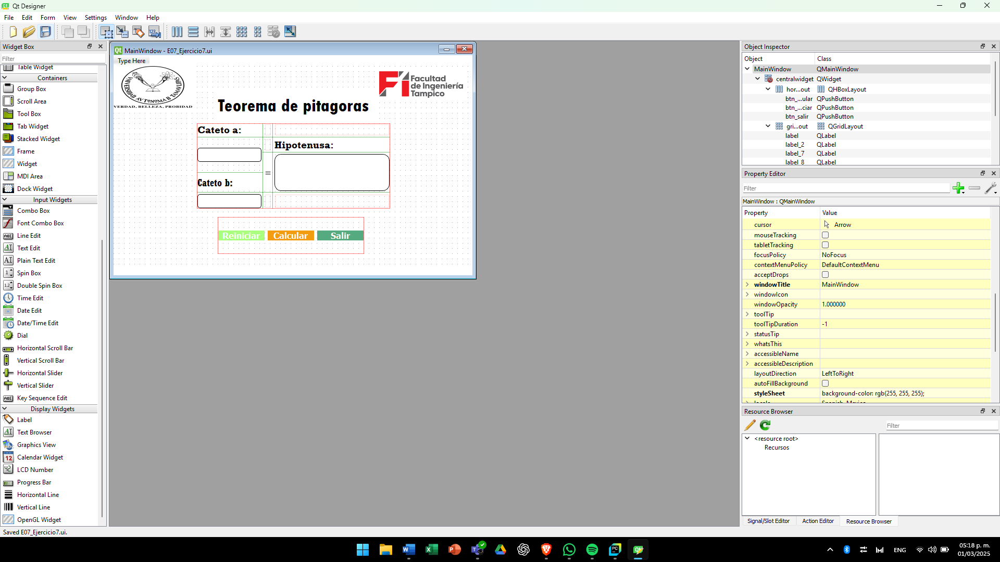 Qt Designer
File Edit Form View Settings Window Help
Widget Box
Filter
Table Widget
Containers
Group Box
Scroll Area
Tool Box
Tab Widget
Stacked Widget
Frame
Widget
MDI Area
Dock Widget
Input Widgets
Combo Box
Font Combo Box
Line Edit
Text Edit
Plain Text Edit
Spin Box
Double Spin Box
Time Edit
Date Edit
Date/Time Edit
Dial
Horizontal Scroll Bar
Vertical Scroll Bar
Horizontal Slider
Vertical Slider
Key Sequence Edit
Display Widgets
Label
Text Browser
Graphics View
Calendar Widget
LCD Number
Progress Bar
Horizontal Line
Vertical Line
OpenGL Widget
Saved E07_Ejercicio7.ui.
MainWindow - E07_Ejercicio7.ui
Type Here
VERDAD, BELLEZA, PROBIDAD
Facultad
de Ingeniería
Tampico
Teorema de pitagoras
Cateto a:
Hipotenusa:
=
Cateto b:
Reiniciar Calcular Salir
Object Inspector
Object Class
MainWindow QMainWindow
centralwidget QWidget
hor...out QHBoxLayout
btn_...ular QPushButton
btn_...ciar QPushButton
btn_salir QPushButton
gri...out QGridLayout
label QLabel
label_2 QLabel
label_7 QLabel
label_8 QLabel
Property Editor
Filter
MainWindow : QMainWindow
Property Value
cursor Arrow
mouseTracking
tabletTracking
focusPolicy NoFocus
contextMenuPolicy DefaultContextMenu
acceptDrops
windowTitle MainWindow
windowIcon
windowOpacity 1.000000
toolTip
toolTipDuration -1
statusTip
whatsThis
accessibleName
accessibleDescription
layoutDirection LeftToRight
autoFillBackground
styleSheet background-color: rgb(255, 255, 255);
locale Spanish, Mexico
Resource Browser
Filter
<resource root>
Recursos
Signal/Slot Editor Action Editor Resource Browser
ENG
05:18 p. m.
01/03/2025